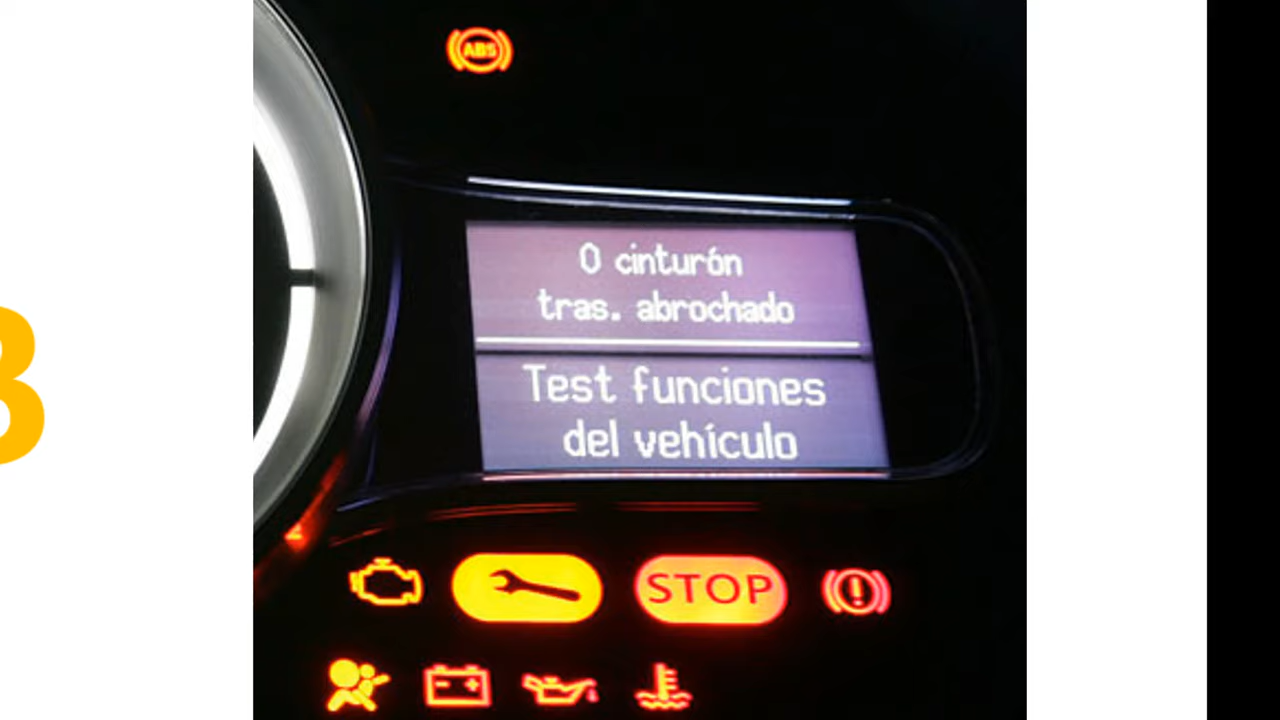 ABS
0 cinturón
tras. abrochado
Test funciones
del vehículo
STOP